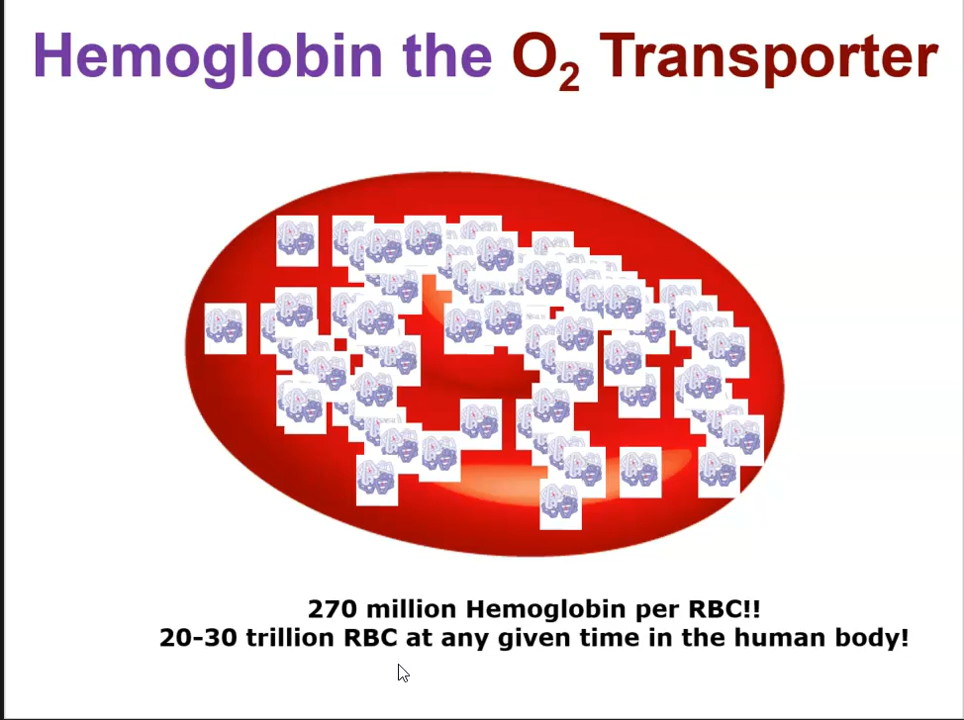 Hemoglobin the O₂ Transporter
270 million Hemoglobin per RBC!!
20-30 trillion RBC at any given time in the human body!